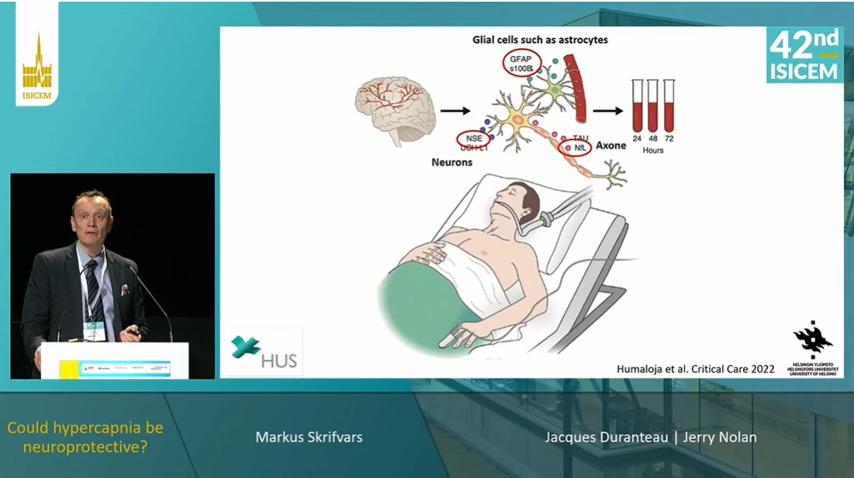 ISICEM
42nd
ISICEM
Glial cells such as astrocytes
GFAP
s100B
NSE
UCH-L1
Neurons
TAU
NfL
Axone
24 48 72
Hours
HUS
Humaloja et al. Critical Care 2022
HELSINGIN YLIOPISTO
HELSINGFORS UNIVERSITET
UNIVERSITY OF HELSINKI
Could hypercapnia be
neuroprotective?
Markus Skrifvars
Jacques Duranteau | Jerry Nolan